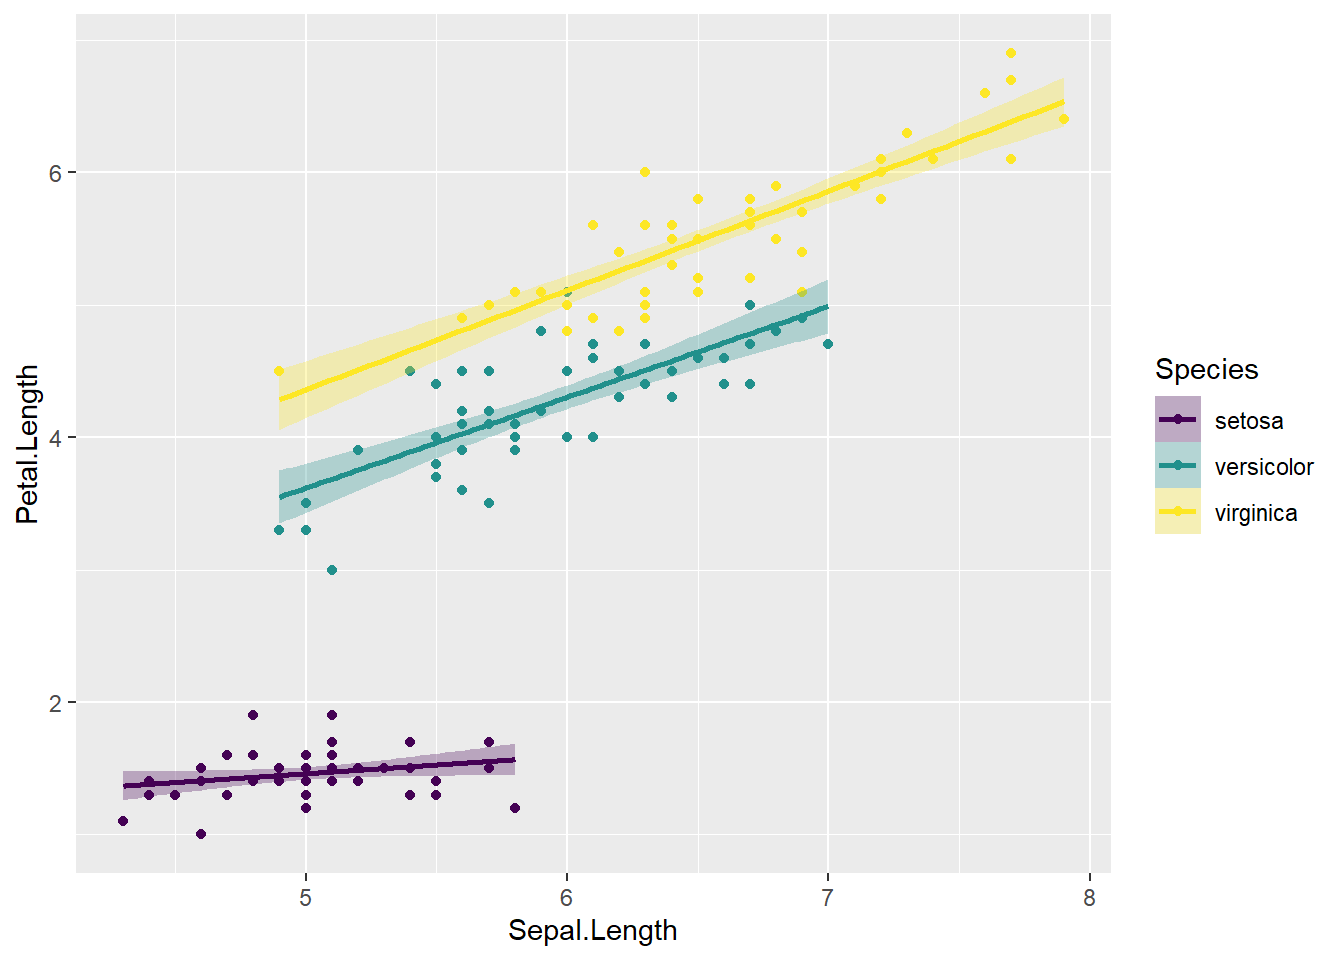 6
4
2
Petal.Length
5 6 7 8
Sepal.Length
Species
setosa
versicolor
virginica